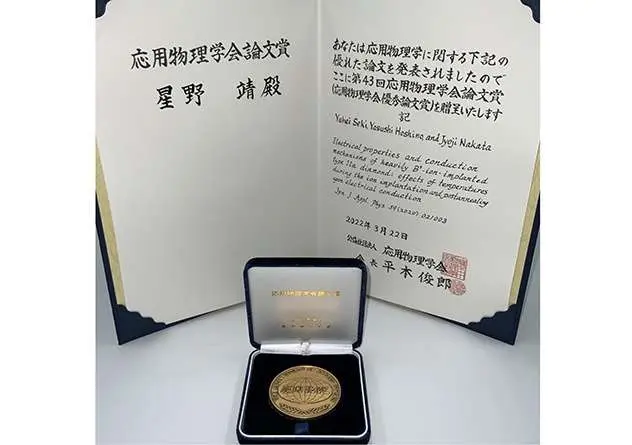 応用物理学会論文賞
星野 靖 殿
あなたは応用物理学に関する下記の
優れた論文を発表されましたので
ここに第43回応用物理学会論文賞
(応用物理学会優秀論文賞)を贈呈いたします
記
Yuhei Seki, Yasushi Hoshino, and Jyoji Nakata
Electrical properties and conduction
mechanisms of heavily B⁺-ion-implanted
type IIa diamond: effects of temperatures
during the ion implantation and postannealing
upon electrical conduction
Jpn. J. Appl. Phys. 59 (2020) 021003
2022年3月22日
公益社団法人 応用物理学会
会長 平本俊郎